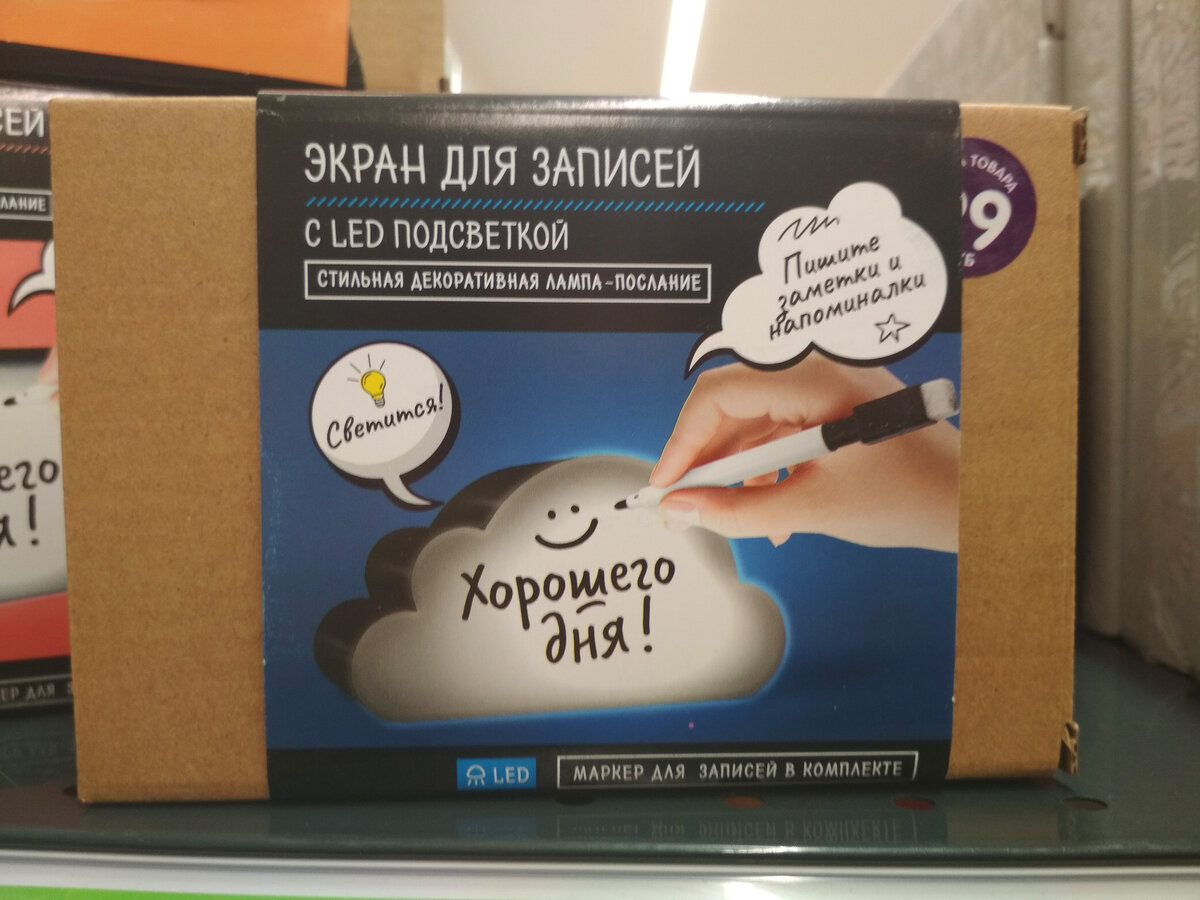 ЭКРАН ДЛЯ ЗАПИСЕЙ
С LED ПОДСВЕТКОЙ
СТИЛЬНАЯ ДЕКОРАТИВНАЯ ЛАМПА-ПОСЛАНИЕ
Пишите
заметки и
напоминалки
Светится!
Хорошего
дня!
LED
МАРКЕР ДЛЯ ЗАПИСЕЙ В КОМПЛЕКТЕ
ТОВАРА